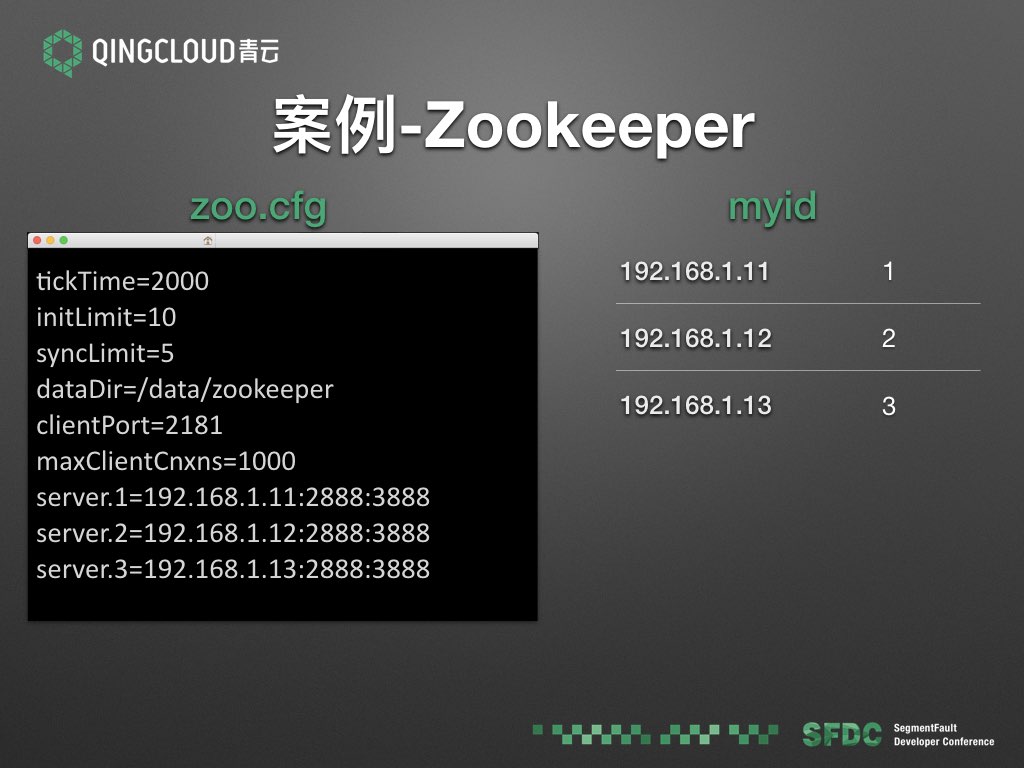 QINGCLOUD青云
案例-Zookeeper
zoo.cfg
tickTime=2000
initLimit=10
syncLimit=5
dataDir=/data/zookeeper
clientPort=2181
maxClientCnxns=1000
server.1=192.168.1.11:2888:3888
server.2=192.168.1.12:2888:3888
server.3=192.168.1.13:2888:3888
myid
192.168.1.11 1
192.168.1.12 2
192.168.1.13 3
SFDC SegmentFault
Developer Conference